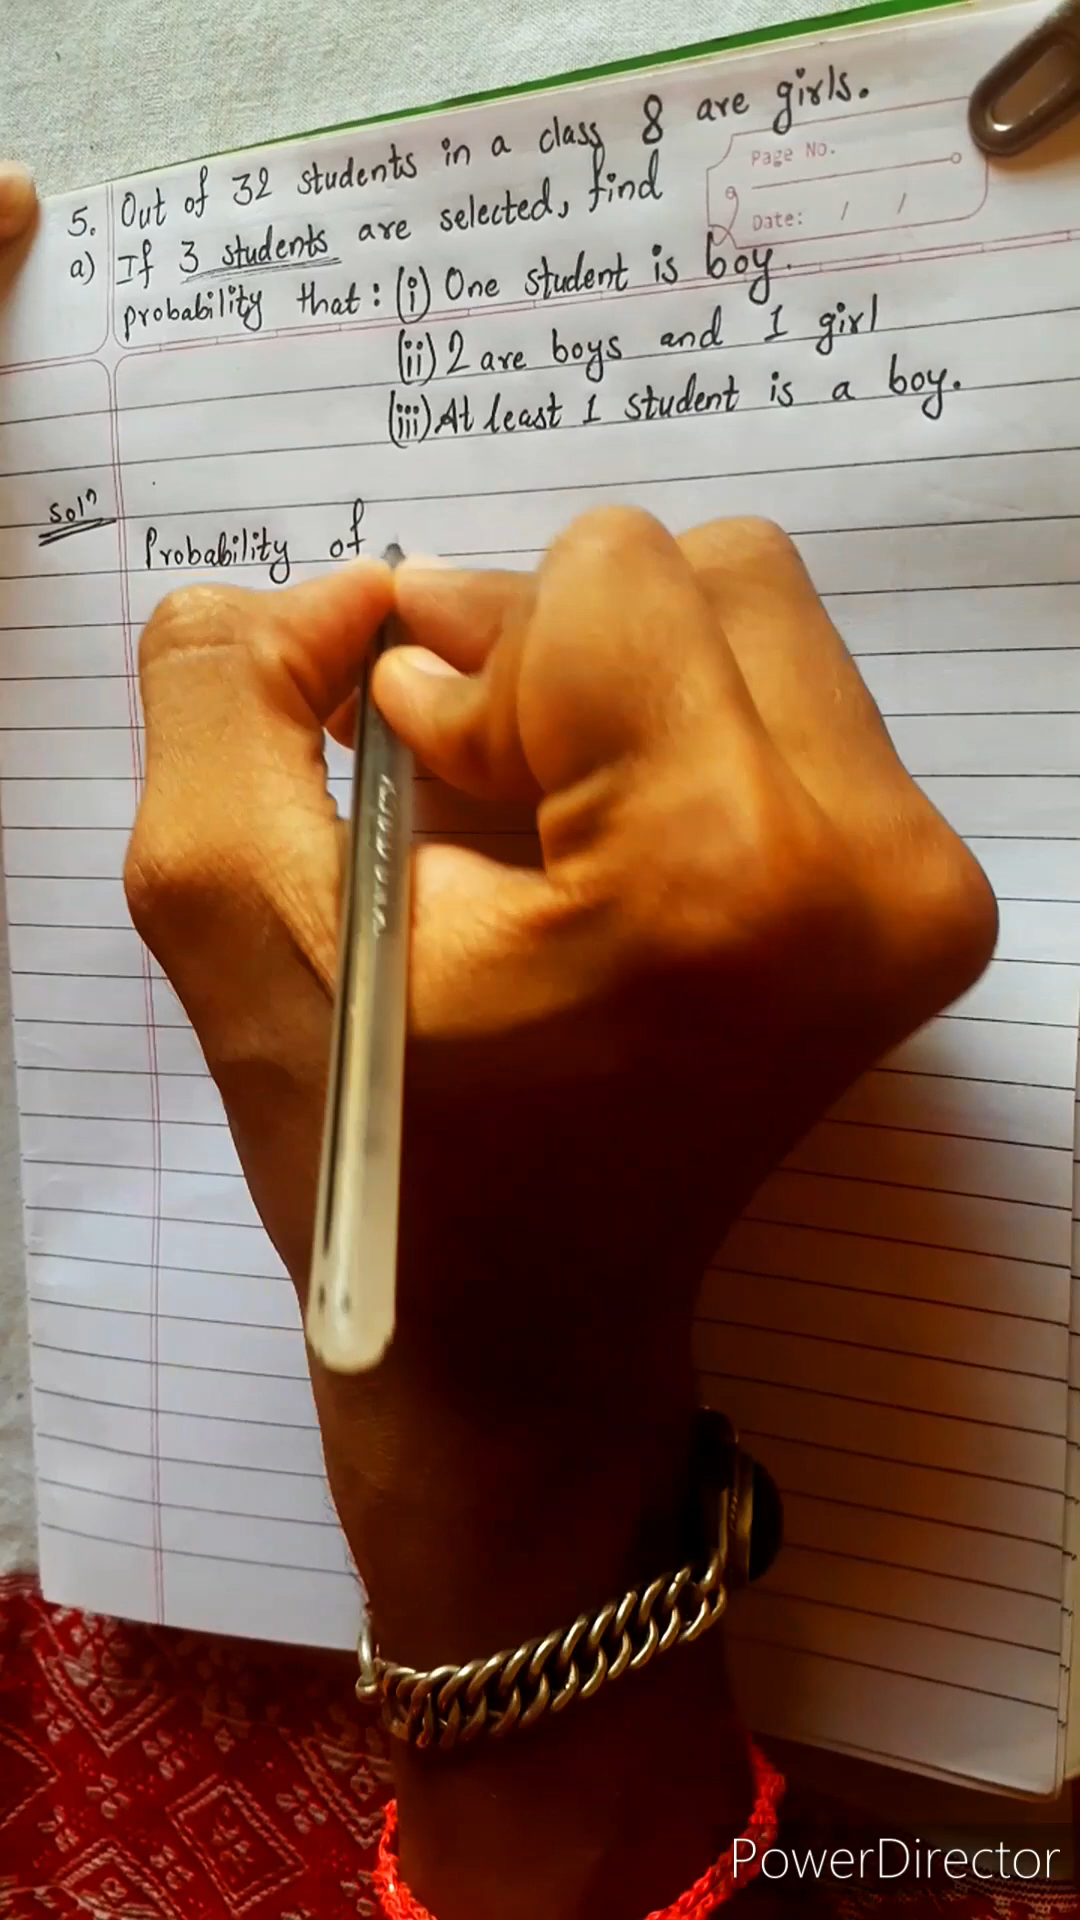 5. Out of 32 students in a class 8 are girls.
Page No.
a) If 3 students are selected, find
Date: / /
probability that : (i) One student is boy.
(ii) 2 are boys and 1 girl
(iii) At least 1 student is a boy.
Solⁿ
Probability of
PowerDirector